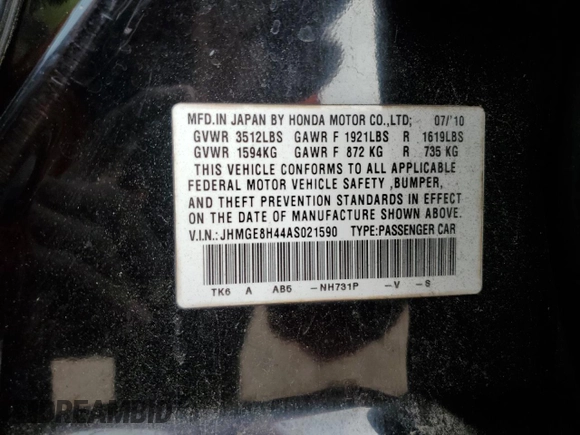 MFD.IN JAPAN BY HONDA MOTOR CO.,LTD; 07/'10
GVWR 3512LBS GAWR F 1921LBS R 1619LBS
GVWR 1594KG GAWR F 872 KG R 735 KG
THIS VEHICLE CONFORMS TO ALL APPLICABLE
FEDERAL MOTOR VEHICLE SAFETY ,BUMPER,
AND THEFT PREVENTION STANDARDS IN EFFECT
ON THE DATE OF MANUFACTURE SHOWN ABOVE.
V.I.N.: JHMGE8H44AS021590 TYPE:PASSENGER CAR
TK6 A AB5 -NH731P -V -S
DREAMBID